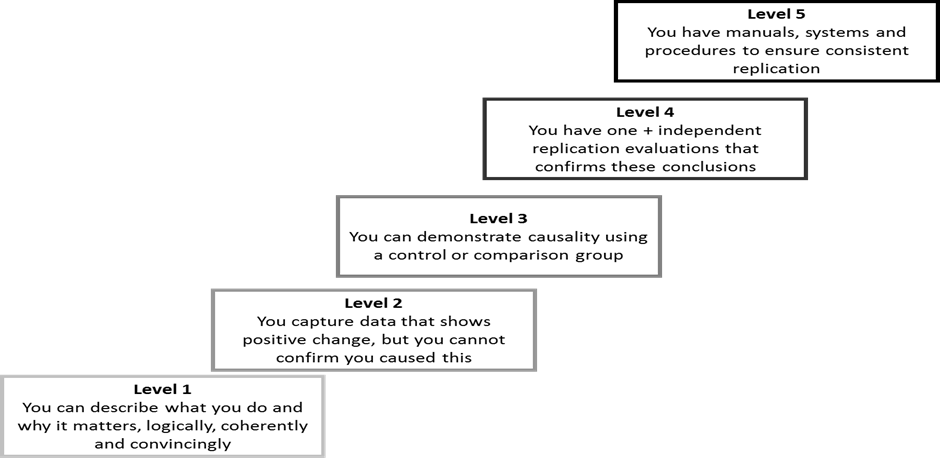 Level 5
You have manuals, systems and
procedures to ensure consistent
replication
Level 4
You have one + independent
replication evaluations that
confirms these conclusions
Level 3
You can demonstrate causality using
a control or comparison group
Level 2
You capture data that shows
positive change, but you cannot
confirm you caused this
Level 1
You can describe what you do and
why it matters, logically, coherently
and convincingly